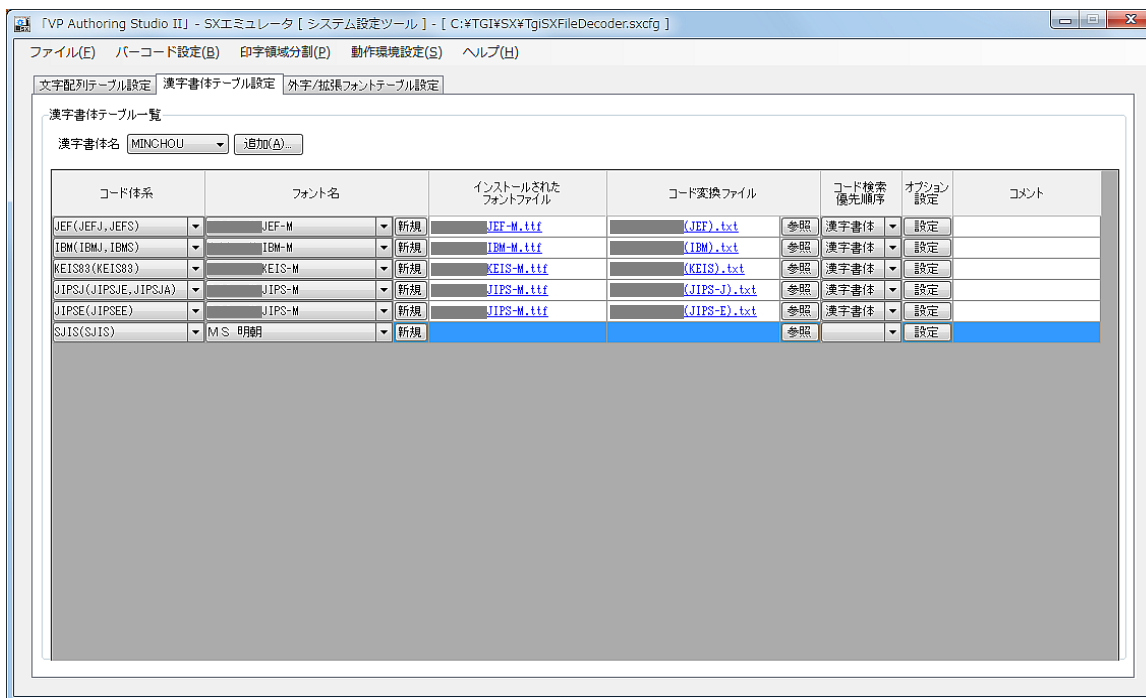 「VP Authoring Studio II」 - SXエミュレータ [ システム設定ツール ] - [ C:¥TGI¥SX¥TgiSXFileDecoder.sxcfg ]
ファイル(F) バーコード設定(B) 印字領域分割(P) 動作環境設定(S) ヘルプ(H)
文字配列テーブル設定 漢字書体テーブル設定 外字/拡張フォントテーブル設定
漢字書体テーブル一覧
漢字書体名 MINCHOU 追加(A)...
コード体系 フォント名 インストールされた フォントファイル コード変換ファイル コード検索 優先順序 オプション 設定 コメント
JEF(JEFJ,JEFS) JEF-M 新規 JEF-M.ttf (JEF).txt 参照 漢字書体 設定
IBM(IBMJ,IBMS) IBM-M 新規 IBM-M.ttf (IBM).txt 参照 漢字書体 設定
KEIS83(KEIS83) KEIS-M 新規 KEIS-M.ttf (KEIS).txt 参照 漢字書体 設定
JIPSJ(JIPSJE,JIPSJA) JIPS-M 新規 JIPS-M.ttf (JIPS-J).txt 参照 漢字書体 設定
JIPSE(JIPSEE) JIPS-M 新規 JIPS-M.ttf (JIPS-E).txt 参照 漢字書体 設定
SJIS(SJIS) ＭＳ 明朝 新規 参照 設定